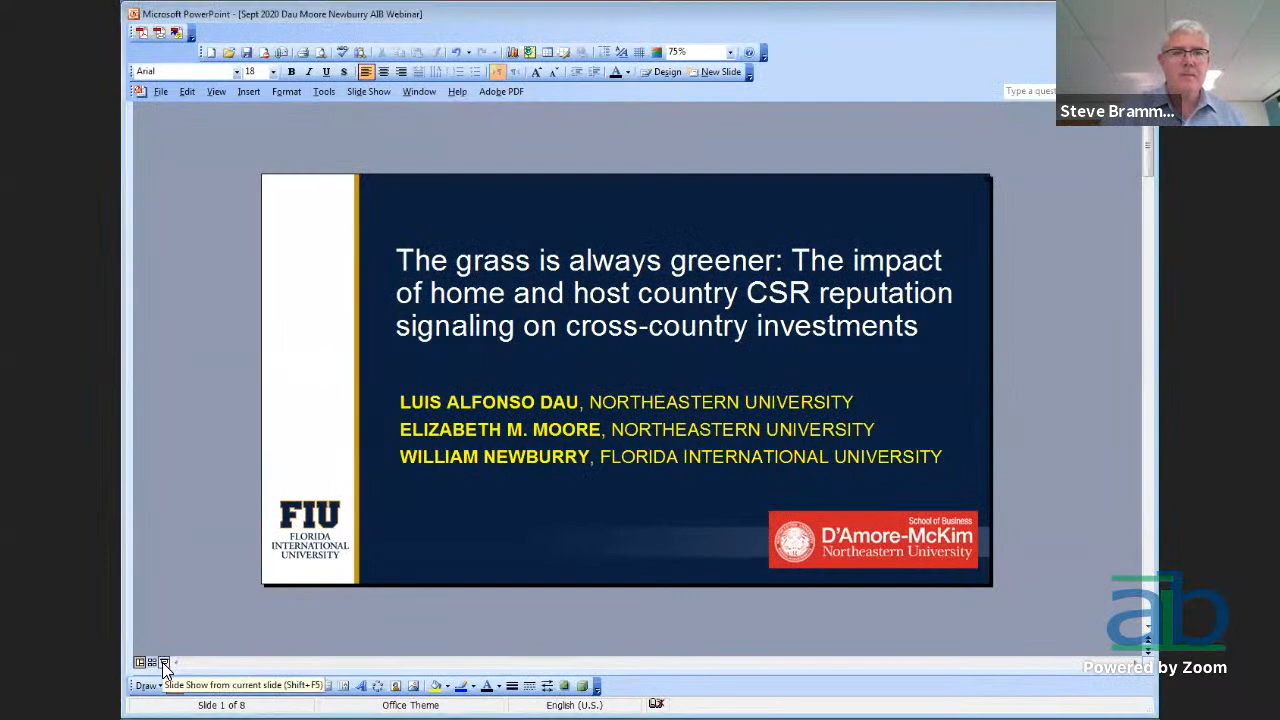 Microsoft PowerPoint - [Sept 2020 Dau Moore Newburry AIB Webinar]
75%
Arial 18 B I U S A A A Design New Slide
File Edit View Insert Format Tools Slide Show Window Help Adobe PDF
Type a ques
Steve Bramm...
The grass is always greener: The impact
of home and host country CSR reputation
signaling on cross-country investments
LUIS ALFONSO DAU, NORTHEASTERN UNIVERSITY
ELIZABETH M. MOORE, NORTHEASTERN UNIVERSITY
WILLIAM NEWBURRY, FLORIDA INTERNATIONAL UNIVERSITY
FIU
FLORIDA
INTERNATIONAL
UNIVERSITY
School of Business
D'Amore-McKim
Northeastern University
aib
Powered by Zoom
Draw
Slide Show from current slide (Shift+F5)
Slide 1 of 8 Office Theme English (U.S.)